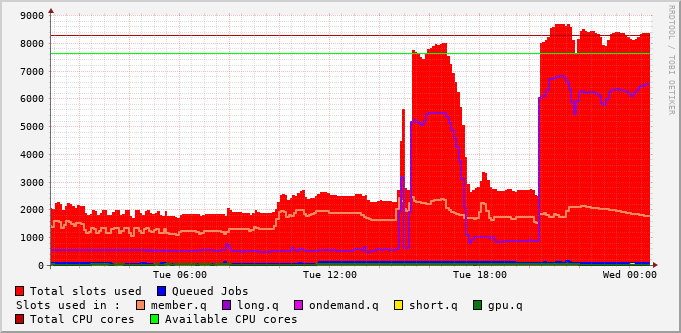 9000
8000
7000
6000
5000
4000
3000
2000
1000
0
Tue 06:00 Tue 12:00 Tue 18:00 Wed 00:00
RRDTOOL / TOBI OETIKER
Total slots used Queued Jobs
Slots used in : member.q long.q ondemand.q short.q gpu.q
Total CPU cores Available CPU cores